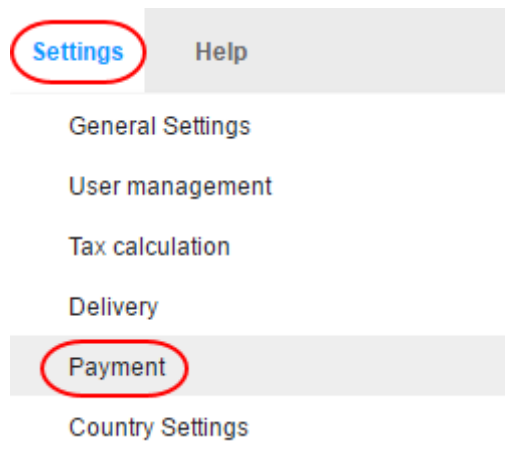 Settings Help
General Settings
User management
Tax calculation
Delivery
Payment
Country Settings